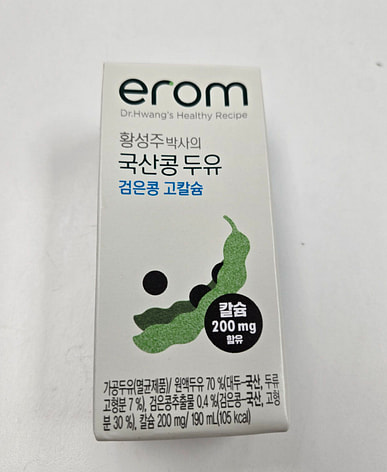 erom
Dr.Hwang's Healthy Recipe
황성주박사의
국산콩 두유
검은콩 고칼슘
칼슘
200 mg
함유
가공두유(멸균제품)/ 원액두유 70 %(대두-국산, 두류
고형분 7 %), 검은콩추출물 0.4 %(검은콩-국산, 고형
분 30 %), 칼슘 200 mg/ 190 mL(105 kcal)